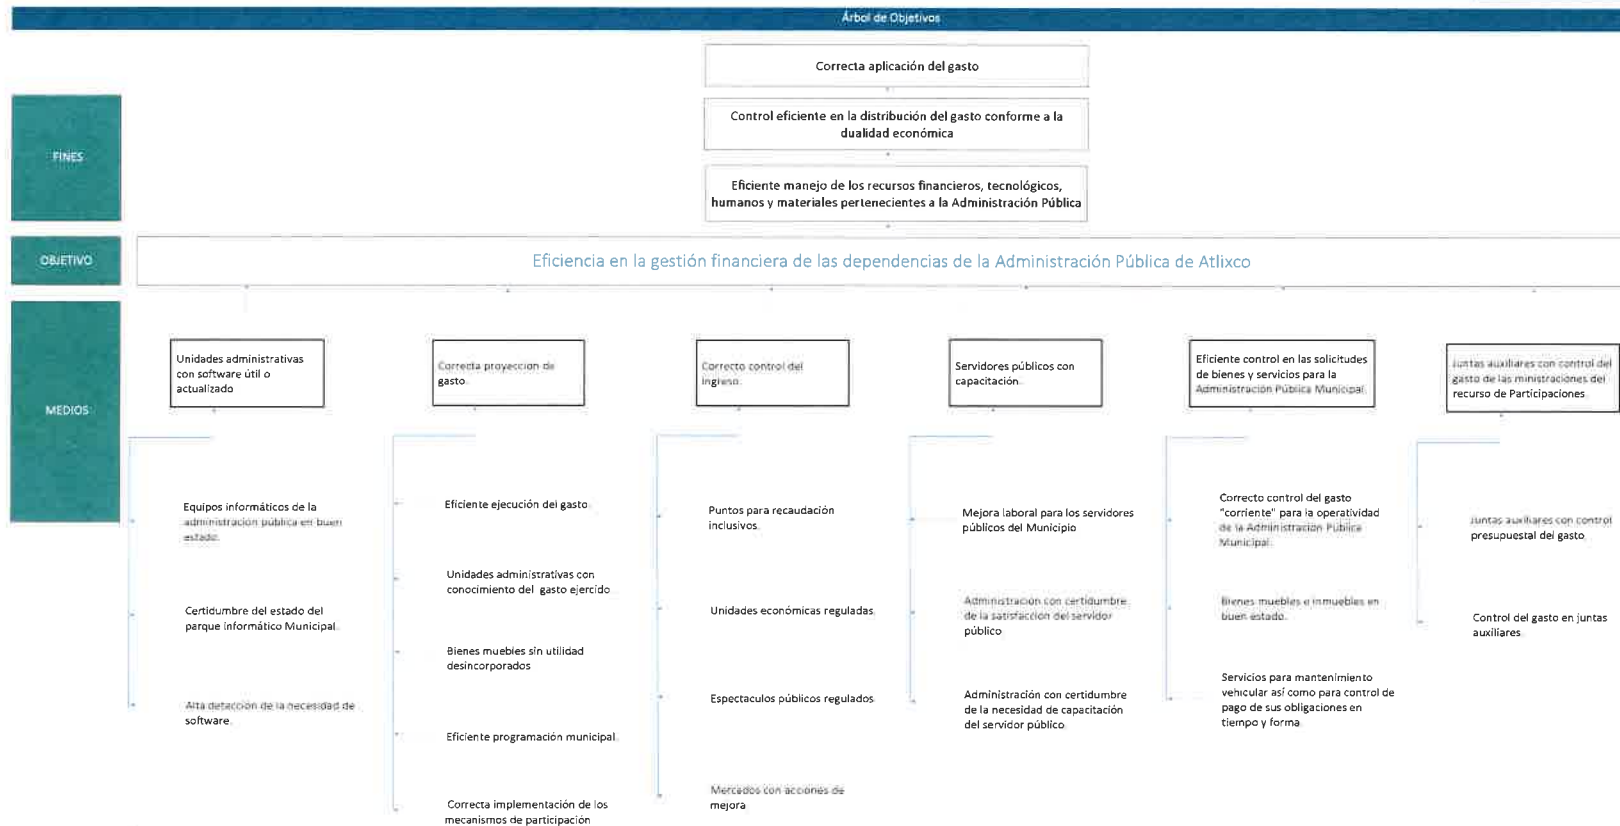 Árbol de Objetivos
Correcta aplicación del gasto
FINES
Control eficiente en la distribución del gasto conforme a la
dualidad económica
Eficiente manejo de los recursos financieros, tecnológicos,
humanos y materiales pertenecientes a la Administración Pública
OBJETIVO
Eficiencia en la gestión financiera de las dependencias de la Administración Pública de Atlixco
MEDIOS
Unidades administrativas
con software útil o
actualizado
Correcta proyección de
gasto.
Correcto control del
ingreso.
Servidores públicos con
capacitación.
Eficiente control en las solicitudes
de bienes y servicios para la
Administración Pública Municipal.
Juntas auxiliares con control del
gasto de las ministraciones del
recurso de Participaciones.
Equipos informáticos de la
administración pública en buen
estado.
Certidumbre del estado del
parque informático Municipal.
Alta detección de la necesidad de
software.
Eficiente ejecución del gasto.
Unidades administrativas con
conocimiento del gasto ejercido.
Bienes muebles sin utilidad
desincorporados
Eficiente programación municipal.
Correcta implementación de los
mecanismos de participación
Puntos para recaudación
inclusivos.
Unidades económicas reguladas.
Espectaculos públicos regulados.
Mercados con acciones de
mejora
Mejora laboral para los servidores
públicos del Municipio
Administración con certidumbre
de la satisfacción del servidor
público
Administración con certidumbre
de la necesidad de capacitación
del servidor público.
Correcto control del gasto
"corriente" para la operatividad
de la Administración Pública
Municipal.
Bienes muebles e inmuebles en
buen estado.
Servicios para mantenimiento
vehicular así como para control de
pago de sus obligaciones en
tiempo y forma.
Juntas auxiliares con control
presupuestal del gasto.
Control del gasto en juntas
auxiliares.